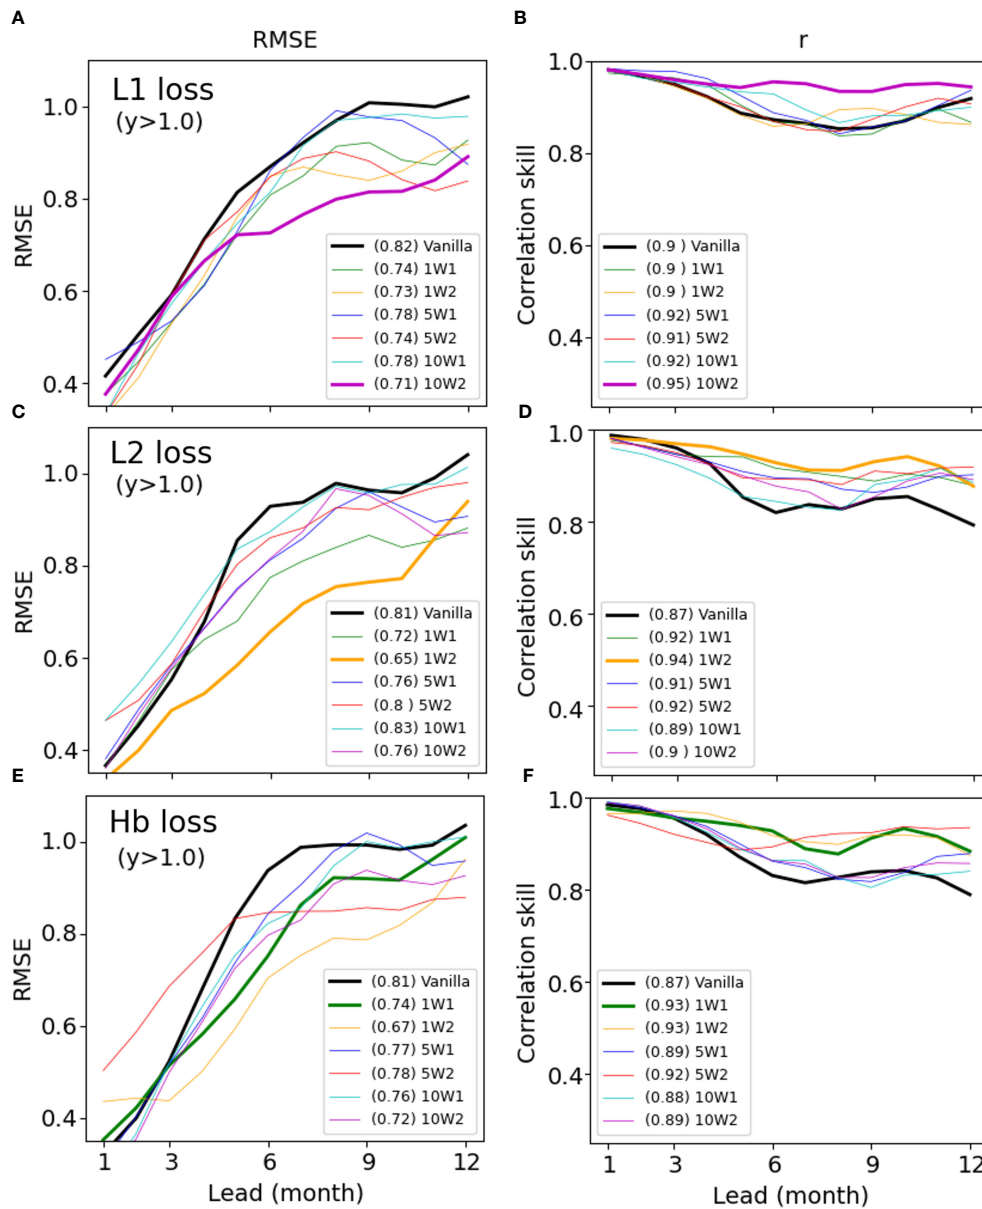 A
B
RMSE
r
L1 loss
(y>1.0)
1.0
0.8
0.6
0.4
RMSE
(0.82) Vanilla
(0.74) 1W1
(0.73) 1W2
(0.78) 5W1
(0.74) 5W2
(0.78) 10W1
(0.71) 10W2
1.0
0.8
0.6
0.4
Correlation skill
(0.9 ) Vanilla
(0.9 ) 1W1
(0.9 ) 1W2
(0.92) 5W1
(0.91) 5W2
(0.92) 10W1
(0.95) 10W2
C
D
L2 loss
(y>1.0)
1.0
0.8
0.6
0.4
RMSE
(0.81) Vanilla
(0.72) 1W1
(0.65) 1W2
(0.76) 5W1
(0.8 ) 5W2
(0.83) 10W1
(0.76) 10W2
1.0
0.8
0.6
0.4
Correlation skill
(0.87) Vanilla
(0.92) 1W1
(0.94) 1W2
(0.91) 5W1
(0.92) 5W2
(0.89) 10W1
(0.9 ) 10W2
E
F
Hb loss
(y>1.0)
1.0
0.8
0.6
0.4
RMSE
(0.81) Vanilla
(0.74) 1W1
(0.67) 1W2
(0.77) 5W1
(0.78) 5W2
(0.76) 10W1
(0.72) 10W2
1 3 6 9 12
Lead (month)
1.0
0.8
0.6
0.4
Correlation skill
(0.87) Vanilla
(0.93) 1W1
(0.93) 1W2
(0.89) 5W1
(0.92) 5W2
(0.88) 10W1
(0.89) 10W2
1 3 6 9 12
Lead (month)